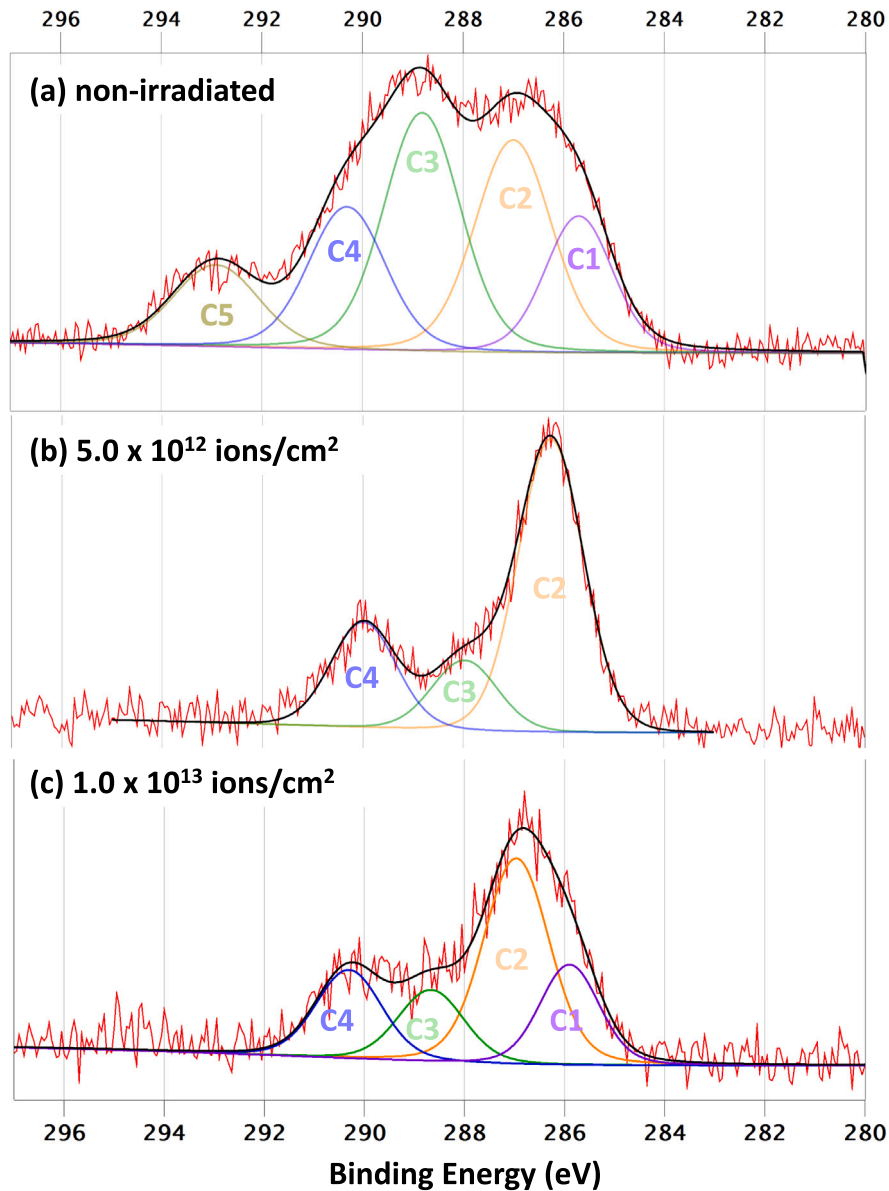 296 294 292 290 288 286 284 282 280
(a) non-irradiated
C5 C4 C3 C2 C1
(b) 5.0 x 10¹² ions/cm²
C4 C3 C2
(c) 1.0 x 10¹³ ions/cm²
C4 C3 C2 C1
296 294 292 290 288 286 284 282 280
Binding Energy (eV)